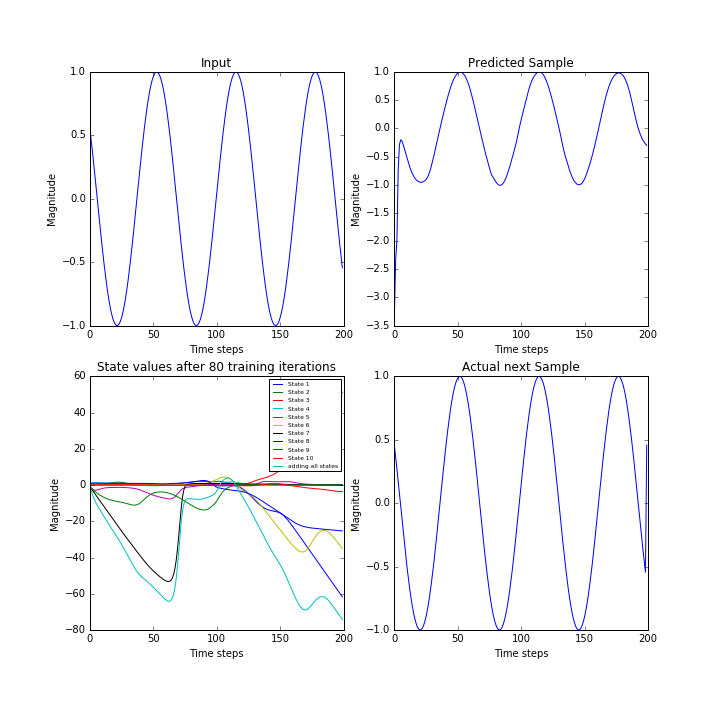 Input
1.0
0.5
0.0
−0.5
−1.0
Magnitude
0 50 100 150 200
Time steps
Predicted Sample
1.0
0.5
0.0
−0.5
−1.0
−1.5
−2.0
−2.5
−3.0
−3.5
Magnitude
0 50 100 150 200
Time steps
State values after 80 training iterations
60
40
20
0
−20
−40
−60
−80
Magnitude
State 1
State 2
State 3
State 4
State 5
State 6
State 7
State 8
State 9
State 10
adding all states
0 50 100 150 200
Time steps
Actual next Sample
1.0
0.5
0.0
−0.5
−1.0
Magnitude
0 50 100 150 200
Time steps